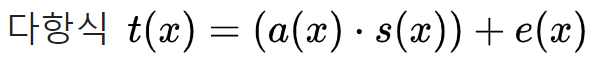 다항식 t(x) = (a(x) · s(x)) + e(x)